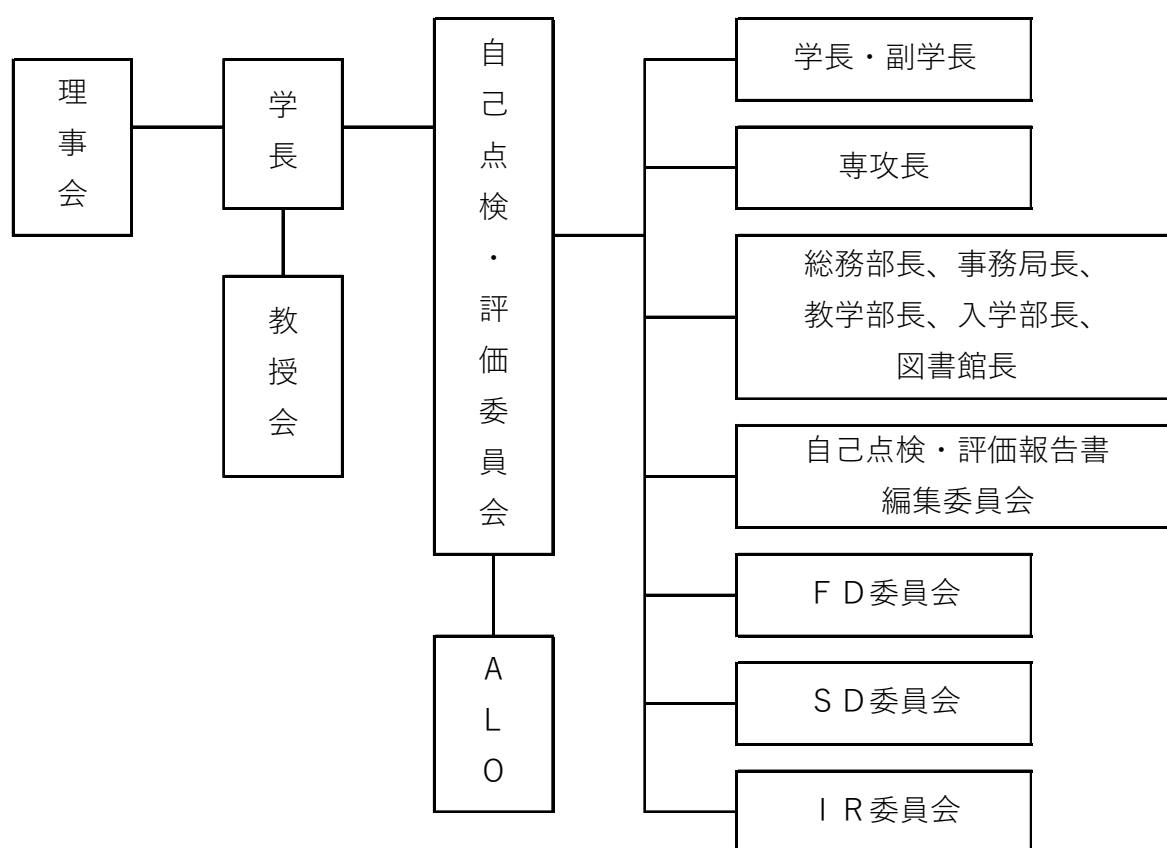 理事会
学長
教授会
自己点検・評価委員会
ＡＬＯ
学長・副学長
専攻長
総務部長、事務局長、
教学部長、入学部長、
図書館長
自己点検・評価報告書
編集委員会
ＦＤ委員会
ＳＤ委員会
ＩＲ委員会